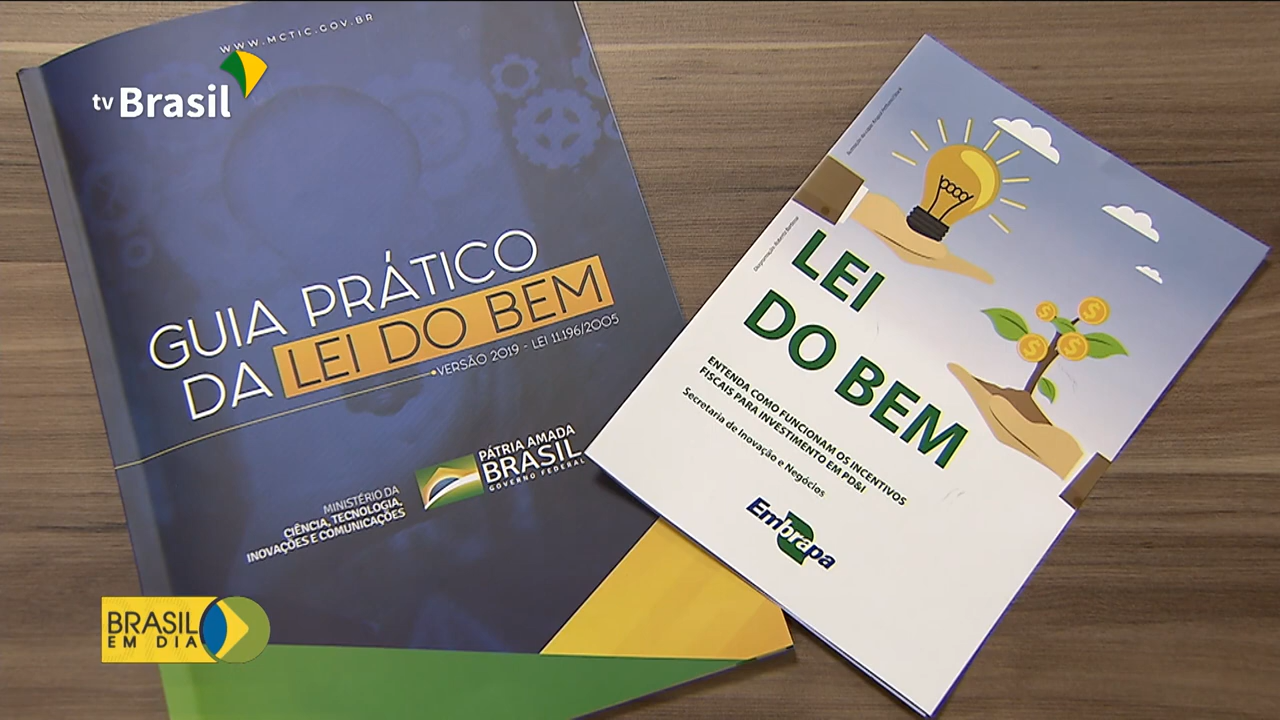 WWW.MCTIC.GOV.BR
tv Brasil
GUIA PRÁTICO
DA LEI DO BEM
VERSÃO 2019 - LEI 11.196/2005
PÁTRIA AMADA
BRASIL
GOVERNO FEDERAL
MINISTÉRIO DA
CIÊNCIA, TECNOLOGIA,
INOVAÇÕES E COMUNICAÇÕES
LEI
DO BEM
ENTENDA COMO FUNCIONAM OS INCENTIVOS
FISCAIS PARA INVESTIMENTO EM PD&I
Secretaria de Inovação e Negócios
Embrapa
BRASIL
EM DIA